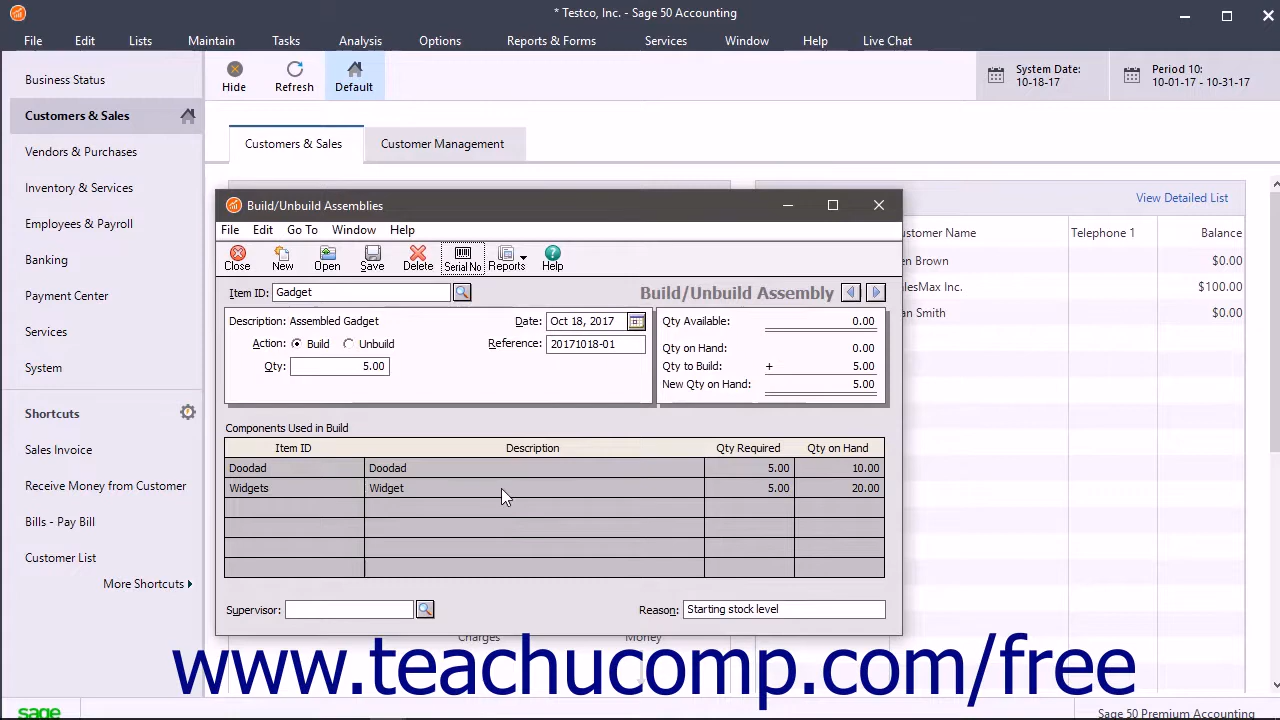 * Testco, Inc. - Sage 50 Accounting
File Edit Lists Maintain Tasks Analysis Options Reports & Forms Services Window Help Live Chat
Business Status
Customers & Sales
Vendors & Purchases
Inventory & Services
Employees & Payroll
Banking
Payment Center
Services
System
Shortcuts
Sales Invoice
Receive Money from Customer
Bills - Pay Bill
Customer List
More Shortcuts
sage
Hide Refresh Default
System Date:
10-18-17
Period 10:
10-01-17 - 10-31-17
Customers & Sales Customer Management
View Detailed List
ustomer Name Telephone 1 Balance
en Brown $0.00
alesMax Inc. $100.00
an Smith $0.00
Build/Unbuild Assemblies
File Edit Go To Window Help
Close New Open Save Delete Serial No Reports Help
Item ID: Gadget
Build/Unbuild Assembly
Description: Assembled Gadget
Date: Oct 18, 2017
Action: Build Unbuild
Reference: 20171018-01
Qty: 5.00
Qty Available: 0.00
Qty on Hand: 0.00
Qty to Build: + 5.00
New Qty on Hand: 5.00
Components Used in Build
Item ID Description Qty Required Qty on Hand
Doodad Doodad 5.00 10.00
Widgets Widget 5.00 20.00
Supervisor:
Reason: Starting stock level
Charges Money
www.teachucomp.com/free
Sage 50 Premium Accounting